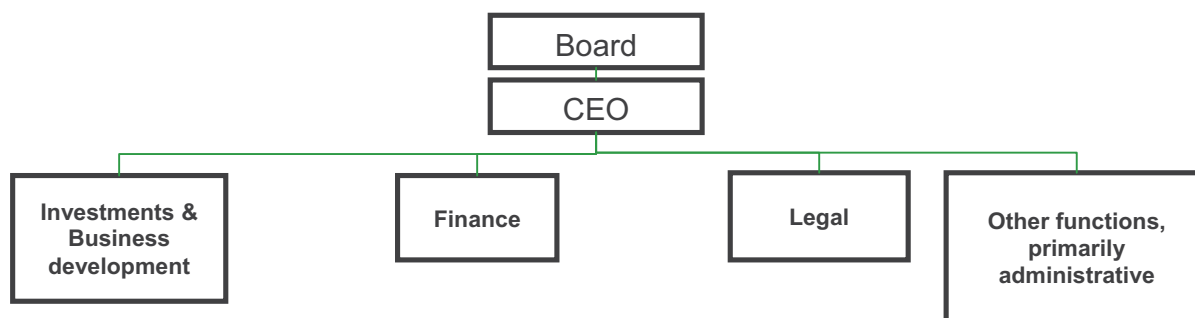 Board
CEO
Investments &
Business
development
Finance
Legal
Other functions,
primarily
administrative